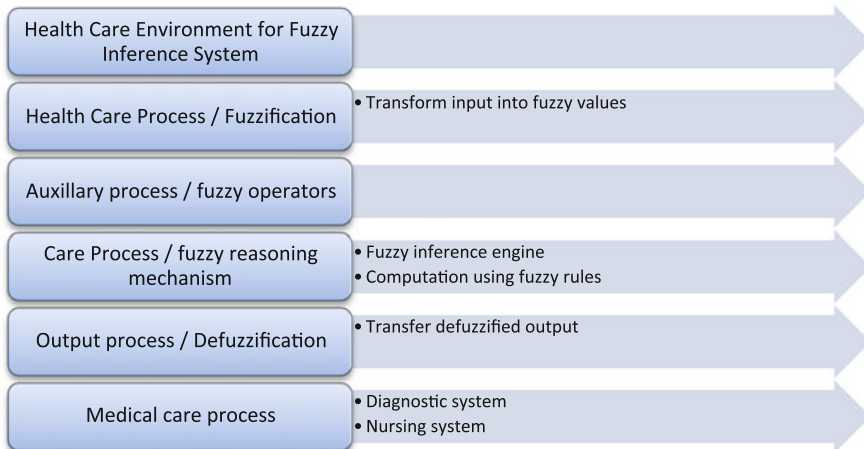 Health Care Environment for Fuzzy
Inference System
Health Care Process / Fuzzification
• Transform input into fuzzy values
Auxillary process / fuzzy operators
Care Process / fuzzy reasoning
mechanism
• Fuzzy inference engine
• Computation using fuzzy rules
Output process / Defuzzification
• Transfer defuzzified output
Medical care process
• Diagnostic system
• Nursing system